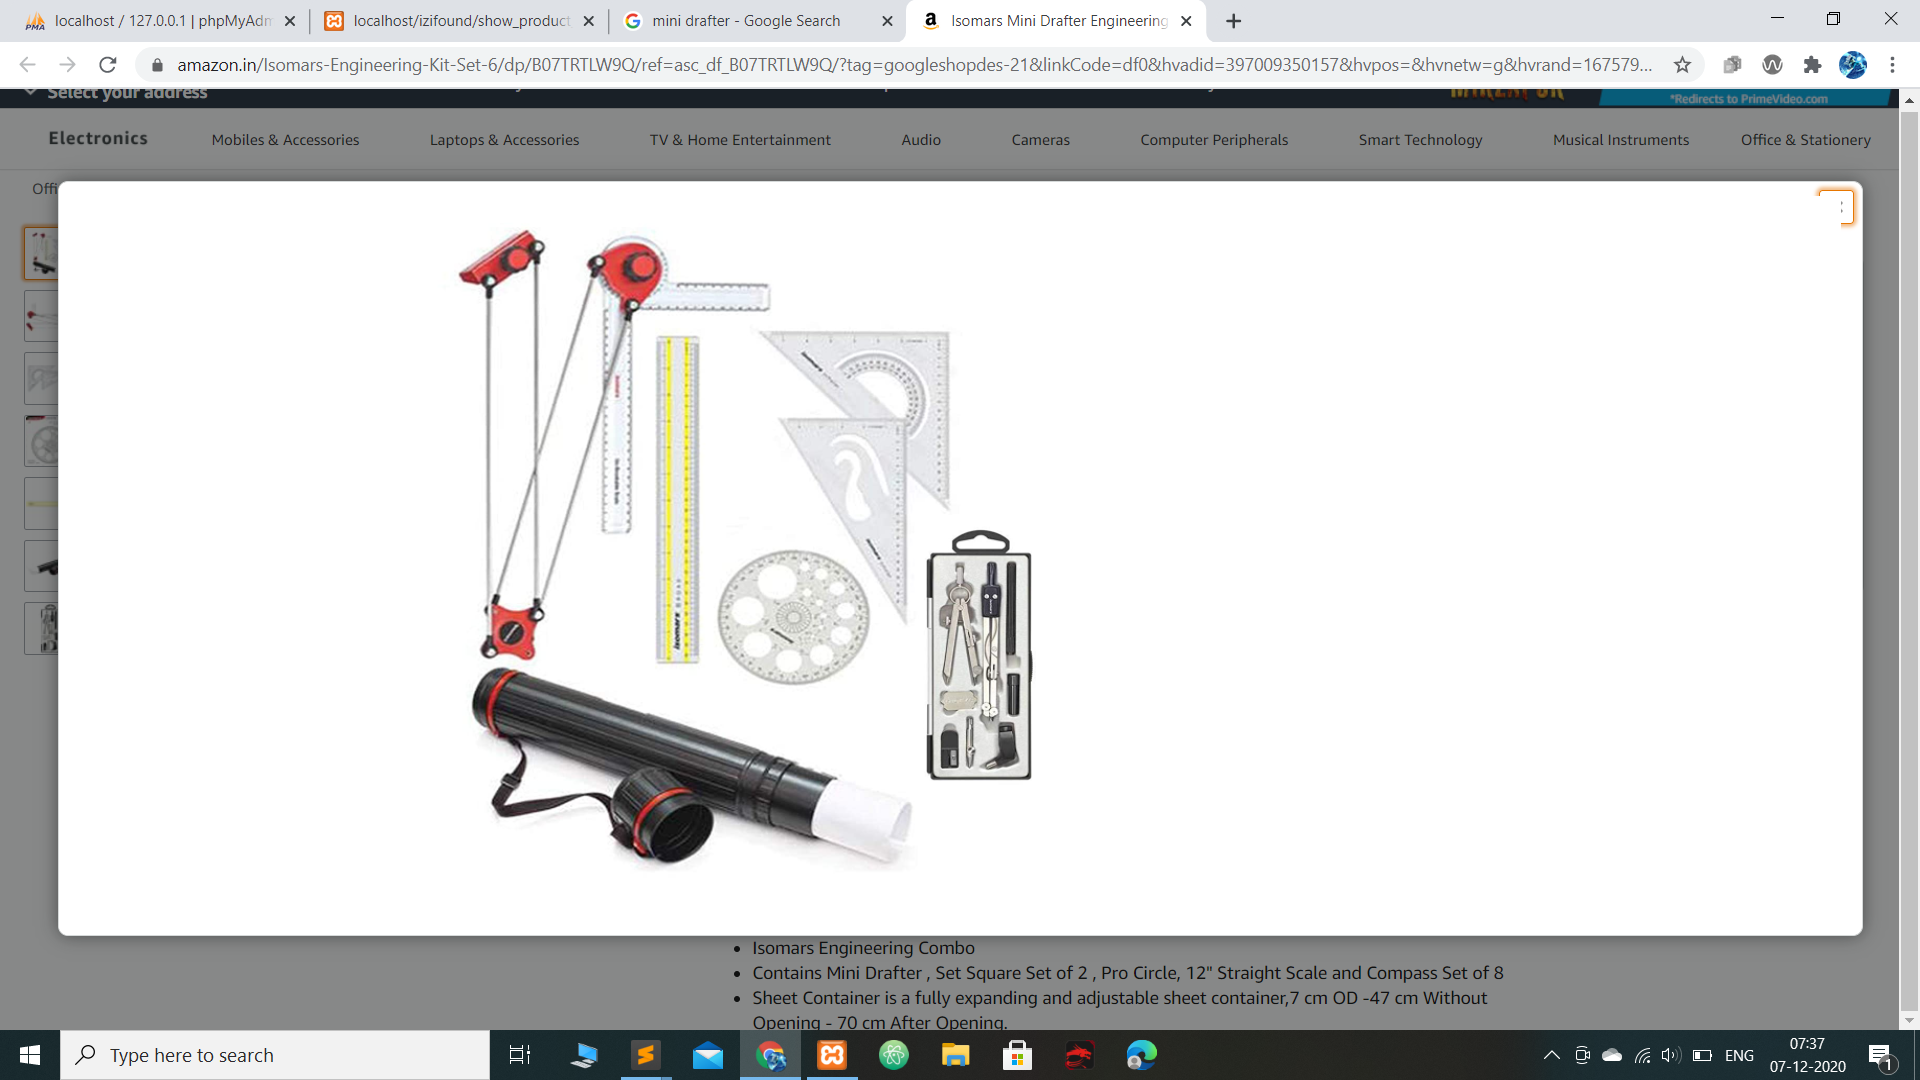 localhost / 127.0.0.1 | phpMyAdm
localhost/izifound/show_product
mini drafter - Google Search
Isomars Mini Drafter Engineering
amazon.in/Isomars-Engineering-Kit-Set-6/dp/B07TRTLW9Q/ref=asc_df_B07TRTLW9Q/?tag=googleshopdes-21&linkCode=df0&hvadid=397009350157&hvpos=&hvnetw=g&hvrand=167579...
Select your address
*Redirects to PrimeVideo.com
Electronics Mobiles & Accessories Laptops & Accessories TV & Home Entertainment Audio Cameras Computer Peripherals Smart Technology Musical Instruments Office & Stationery
Offi
isomars
• Isomars Engineering Combo
• Contains Mini Drafter , Set Square Set of 2 , Pro Circle, 12" Straight Scale and Compass Set of 8
• Sheet Container is a fully expanding and adjustable sheet container,7 cm OD -47 cm Without
Opening - 70 cm After Opening.
Type here to search
ENG
07:37
07-12-2020
1